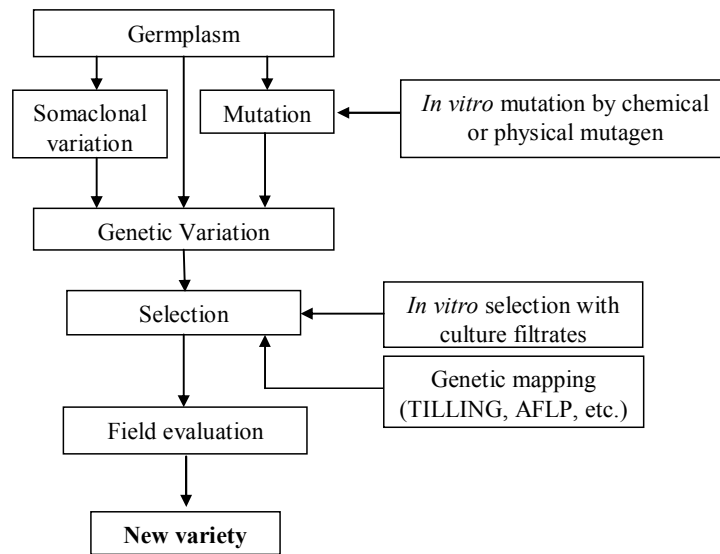 Germplasm
Somaclonal
variation
Mutation
In vitro mutation by chemical
or physical mutagen
Genetic Variation
Selection
In vitro selection with
culture filtrates
Genetic mapping
(TILLING, AFLP, etc.)
Field evaluation
New variety